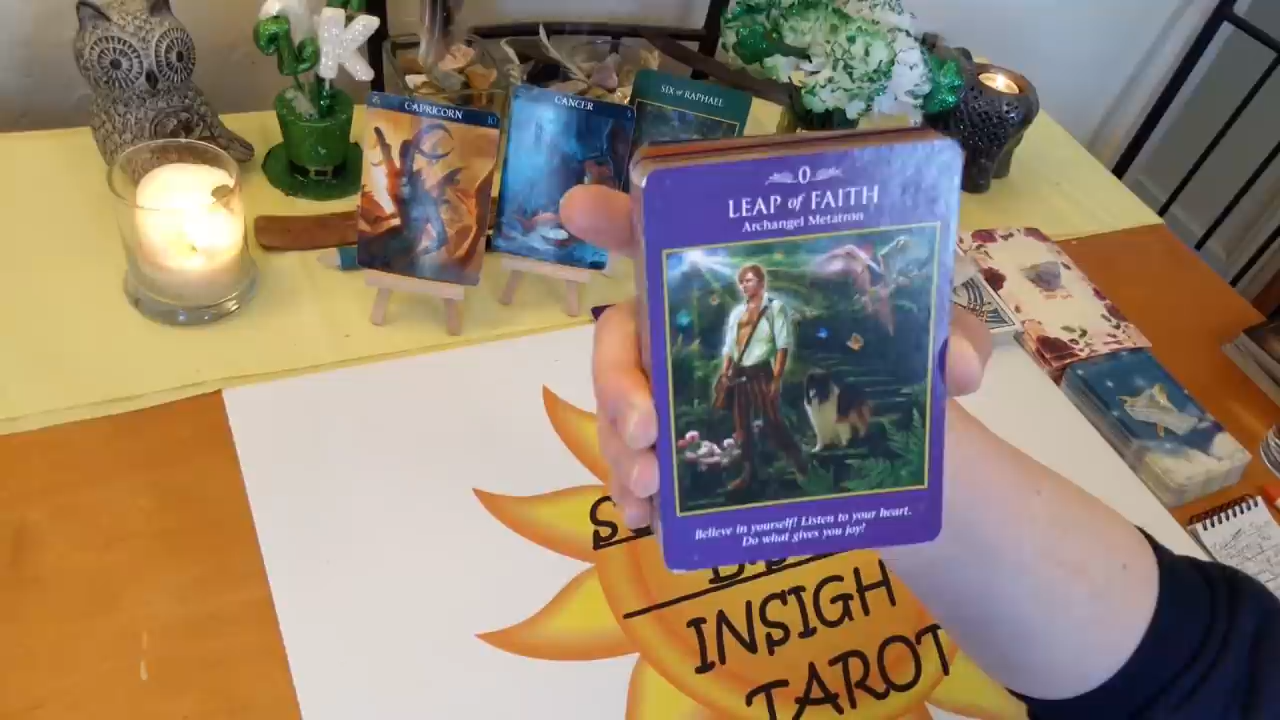 K
CAPRICORN
10
CANCER
SIX of RAPHAEL
0
LEAP of FAITH
Archangel Metatron
Believe in yourself! Listen to your heart.
Do what gives you joy!
INSIGH
TAROT